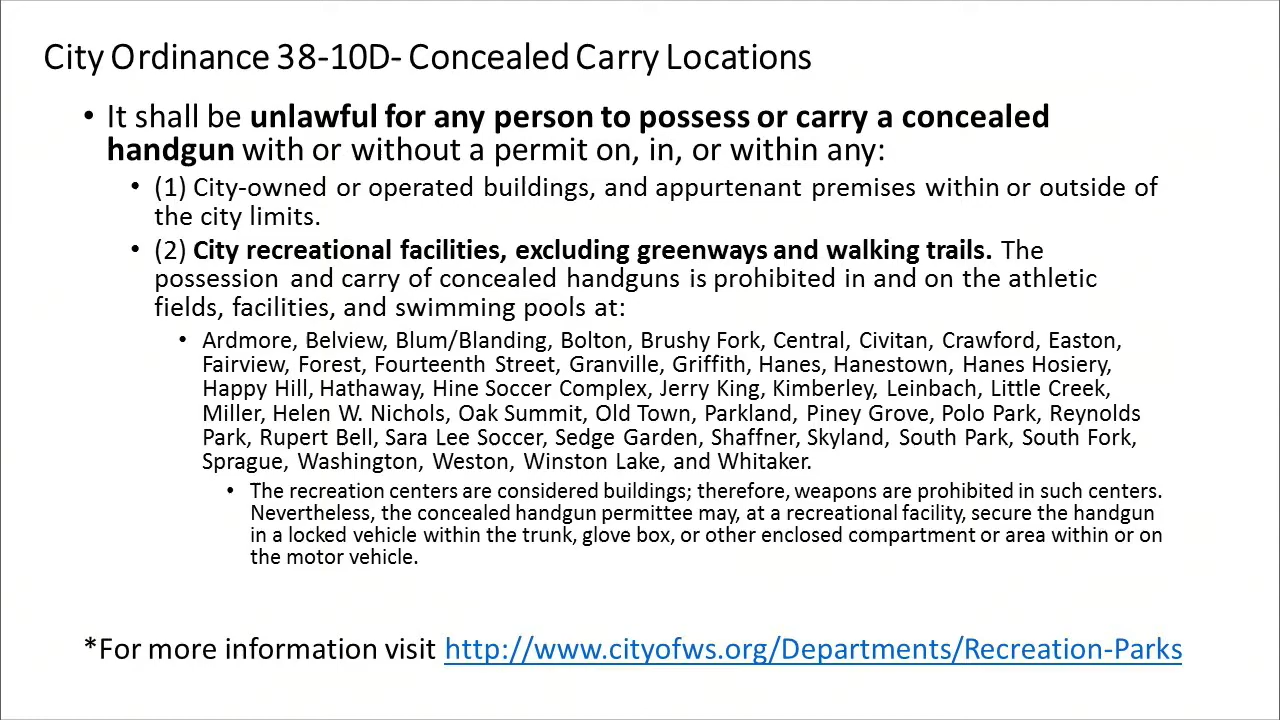 City Ordinance 38-10D- Concealed Carry Locations
• It shall be unlawful for any person to possess or carry a concealed
handgun with or without a permit on, in, or within any:
• (1) City-owned or operated buildings, and appurtenant premises within or outside of
the city limits.
• (2) City recreational facilities, excluding greenways and walking trails. The
possession and carry of concealed handguns is prohibited in and on the athletic
fields, facilities, and swimming pools at:
• Ardmore, Belview, Blum/Blanding, Bolton, Brushy Fork, Central, Civitan, Crawford, Easton,
Fairview, Forest, Fourteenth Street, Granville, Griffith, Hanes, Hanestown, Hanes Hosiery,
Happy Hill, Hathaway, Hine Soccer Complex, Jerry King, Kimberley, Leinbach, Little Creek,
Miller, Helen W. Nichols, Oak Summit, Old Town, Parkland, Piney Grove, Polo Park, Reynolds
Park, Rupert Bell, Sara Lee Soccer, Sedge Garden, Shaffner, Skyland, South Park, South Fork,
Sprague, Washington, Weston, Winston Lake, and Whitaker.
• The recreation centers are considered buildings; therefore, weapons are prohibited in such centers.
Nevertheless, the concealed handgun permittee may, at a recreational facility, secure the handgun
in a locked vehicle within the trunk, glove box, or other enclosed compartment or area within or on
the motor vehicle.
*For more information visit http://www.cityofws.org/Departments/Recreation-Parks